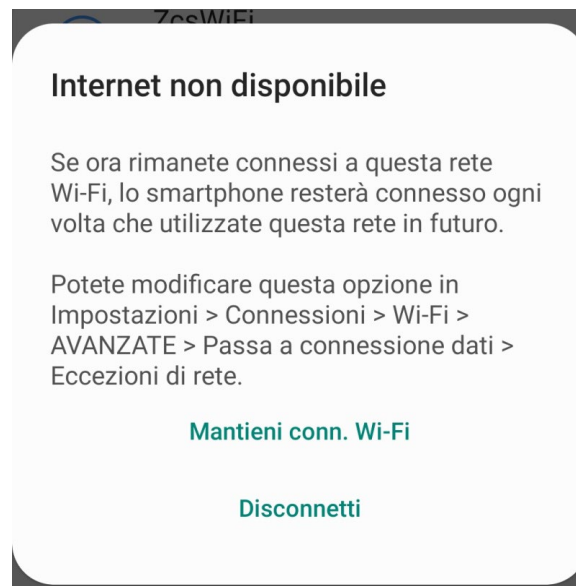 ZcsWiFi
Internet non disponibile
Se ora rimanete connessi a questa rete
Wi-Fi, lo smartphone resterà connesso ogni
volta che utilizzate questa rete in futuro.
Potete modificare questa opzione in
Impostazioni > Connessioni > Wi-Fi >
AVANZATE > Passa a connessione dati >
Eccezioni di rete.
Mantieni conn. Wi-Fi
Disconnetti